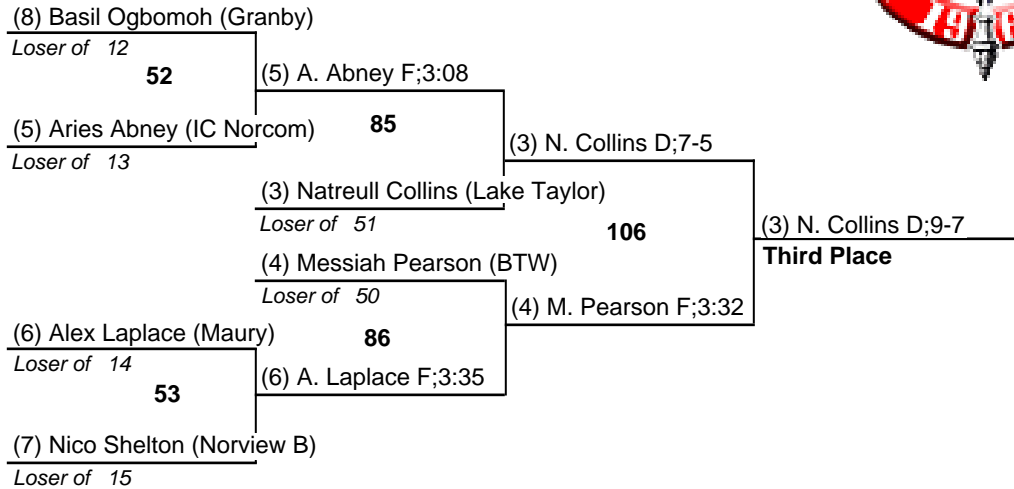 (8) Basil Ogbomoh (Granby)
Loser of 12
52
(5) A. Abney F;3:08
(5) Aries Abney (IC Norcom)
Loser of 13
85
(3) N. Collins D;7-5
(3) Natreull Collins (Lake Taylor)
Loser of 51
106
(3) N. Collins D;9-7
Third Place
(4) Messiah Pearson (BTW)
Loser of 50
(4) M. Pearson F;3:32
86
(6) Alex Laplace (Maury)
Loser of 14
53
(6) A. Laplace F;3:35
(7) Nico Shelton (Norview B)
Loser of 15
19